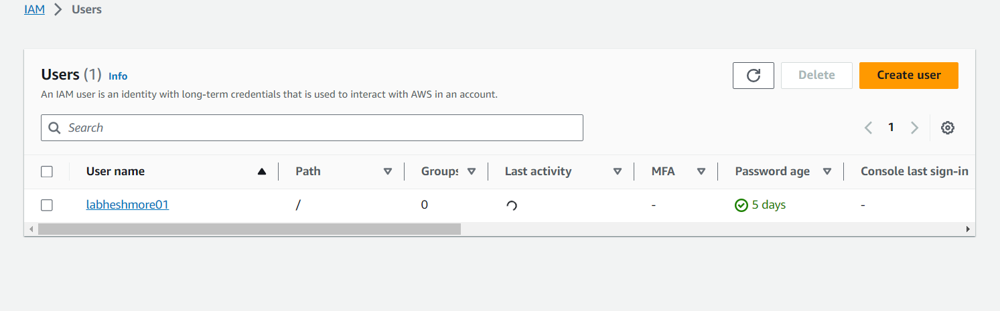 IAM > Users
Users (1) Info
Delete
Create user
An IAM user is an identity with long-term credentials that is used to interact with AWS in an account.
Search
1
User name Path Groups Last activity MFA Password age Console last sign-in
labheshmore01 / 0 - 5 days -